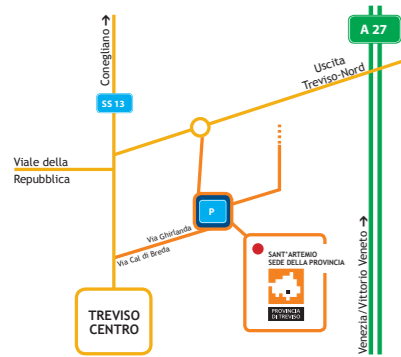 Conegliano →
A 27
Uscita
Treviso-Nord
SS 13
Viale della
Repubblica
P
Via Ghirlanda
Via Cal di Breda
SANT'ARTEMIO
SEDE DELLA PROVINCIA
PROVINCIA
DI TREVISO
TREVISO
CENTRO
Venezia/Vittorio Veneto →